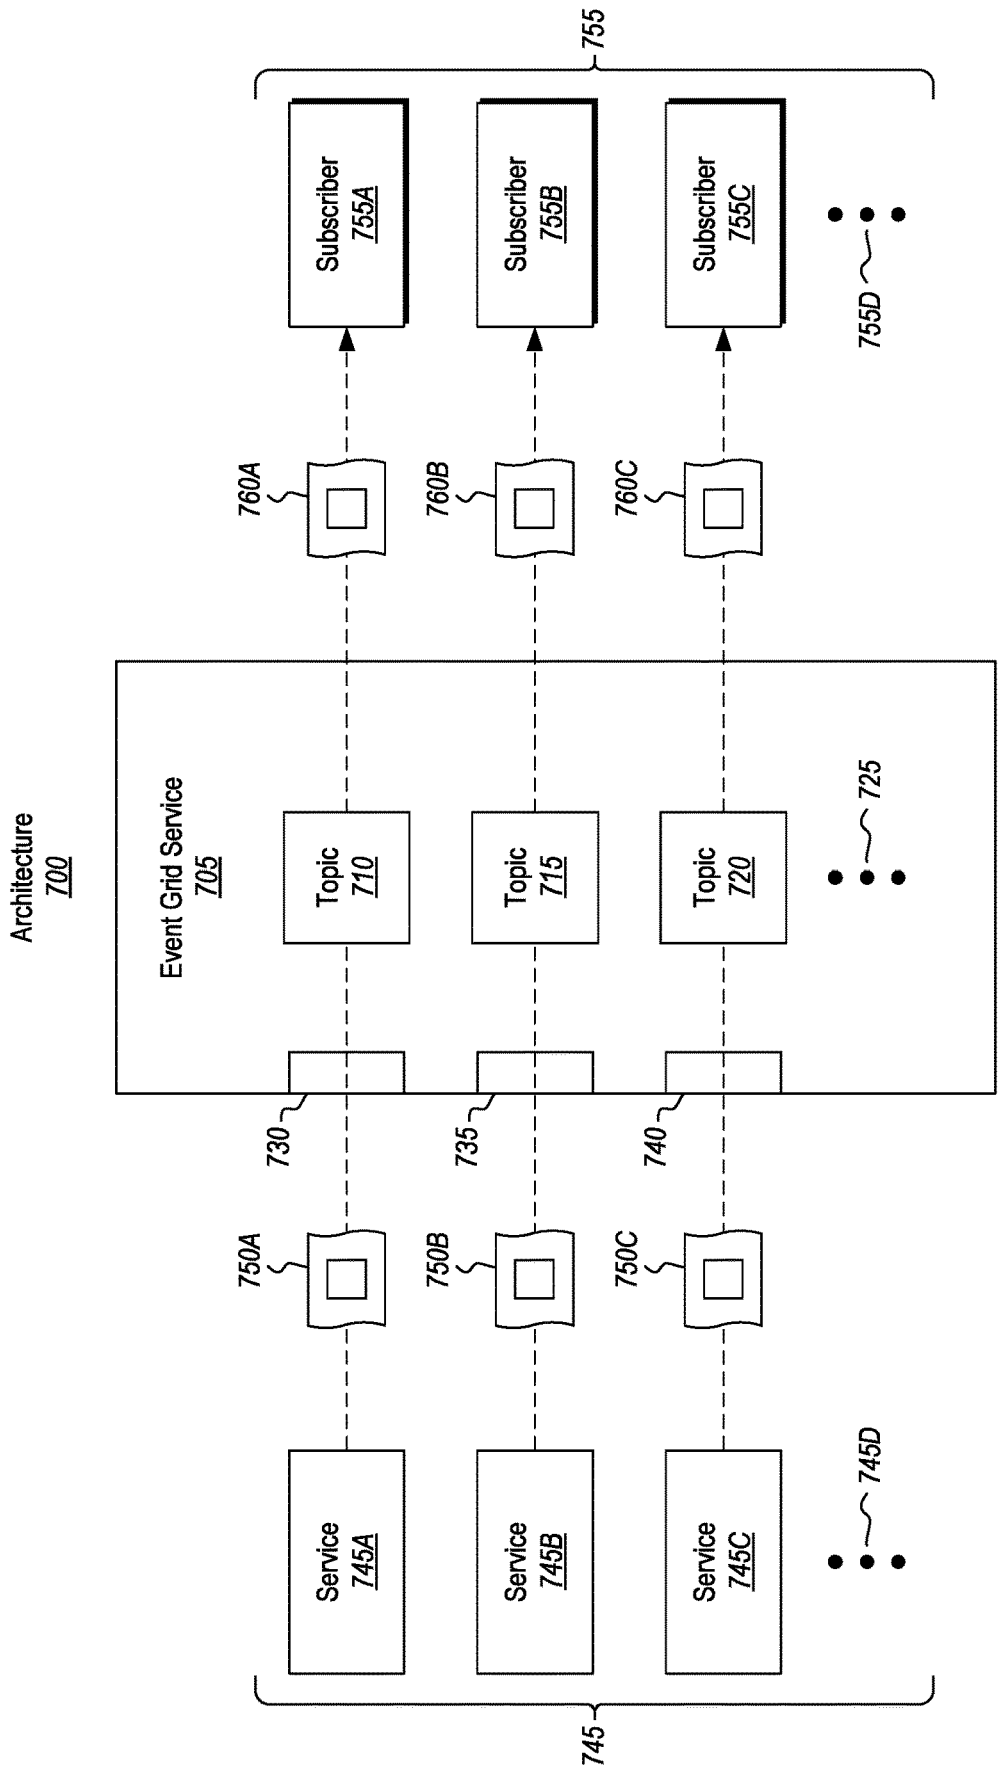 Architecture
700
Event Grid Service
705
745
Service
745A
Service
745B
Service
745C
745D
750A
750B
750C
730
735
740
Topic
710
Topic
715
Topic
720
725
760A
760B
760C
Subscriber
755A
Subscriber
755B
Subscriber
755C
755D
755